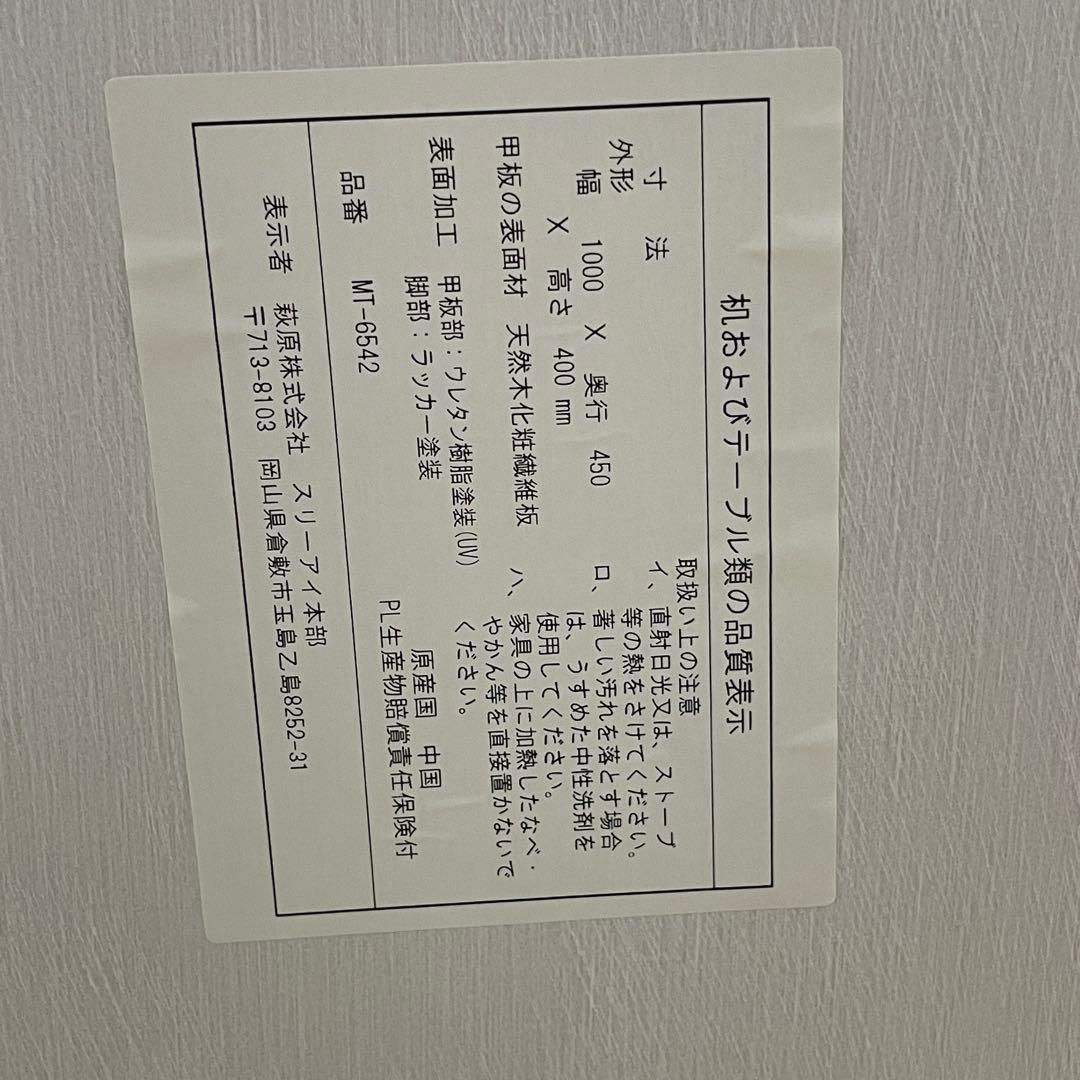 机およびテーブル類の品質表示
寸 法
外形
幅 1000 X 奥行 450
X 高さ 400 mm
甲板の表面材 天然木化粧繊維板
表面加工 甲板部：ウレタン樹脂塗装(UV)
脚部：ラッカー塗装
品番 MT-6542
取扱い上の注意
イ、直射日光又は、ストーブ
等の熱をさけてください。
ロ、著しい汚れを落とす場合
は、うすめた中性洗剤を
使用してください。
ハ、家具の上に加熱したなべ・
やかん等を直接置かないで
ください。
原産国 中国
PL生産物賠償責任保険付
表示者 萩原株式会社 スリーアイ本部
〒713-8103 岡山県倉敷市玉島乙島8252-31